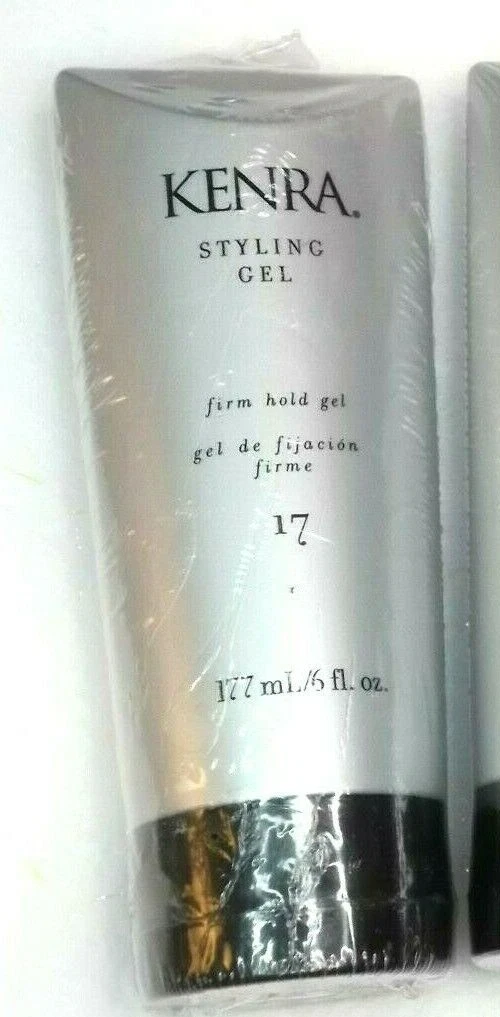 KENRA.
STYLING
GEL
firm hold gel
gel de fijación
firme
17
177 mL/6 fl. oz.